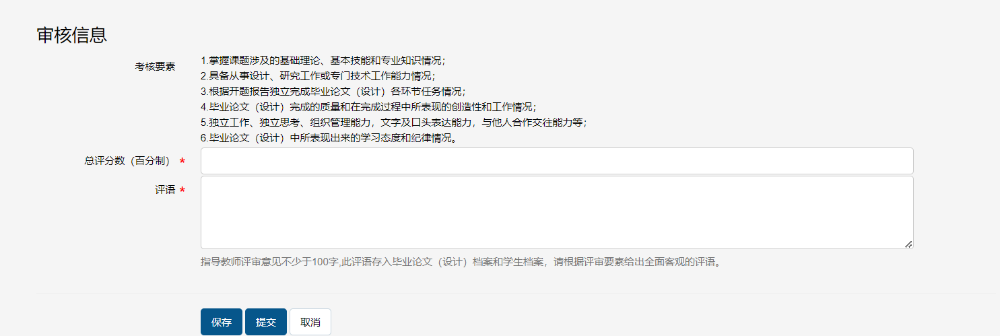 审核信息
考核要素
1.掌握课题涉及的基础理论、基本技能和专业知识情况；
2.具备从事设计、研究工作或专门技术工作能力情况；
3.根据开题报告独立完成毕业论文（设计）各环节任务情况；
4.毕业论文（设计）完成的质量和在完成过程中所表现的创造性和工作情况；
5.独立工作、独立思考、组织管理能力，文字及口头表达能力，与他人合作交往能力等；
6.毕业论文（设计）中所表现出来的学习态度和纪律情况。
总评分数（百分制） *
评语 *
指导教师评审意见不少于100字,此评语存入毕业论文（设计）档案和学生档案，请根据评审要素给出全面客观的评语。
保存 提交 取消